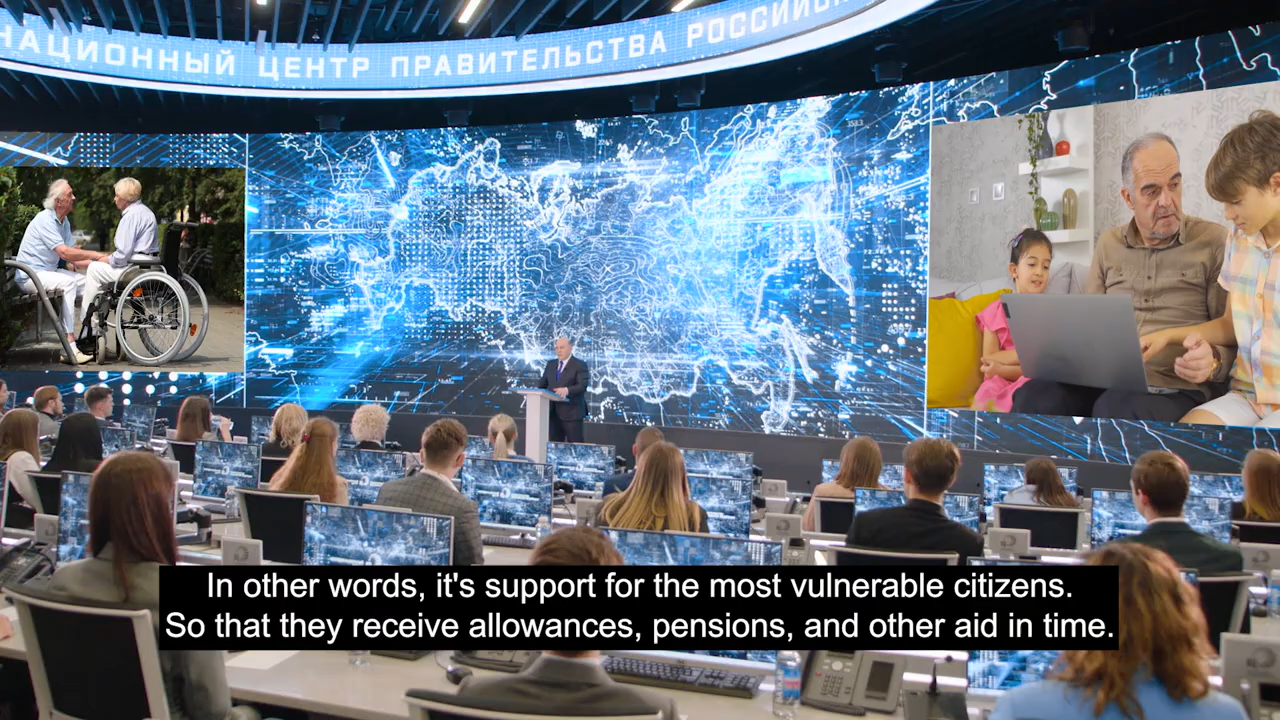 НАЦИОННЫЙ ЦЕНТР ПРАВИТЕЛЬСТВА
In other words, it's support for the most vulnerable citizens.
So that they receive allowances, pensions, and other aid in time.